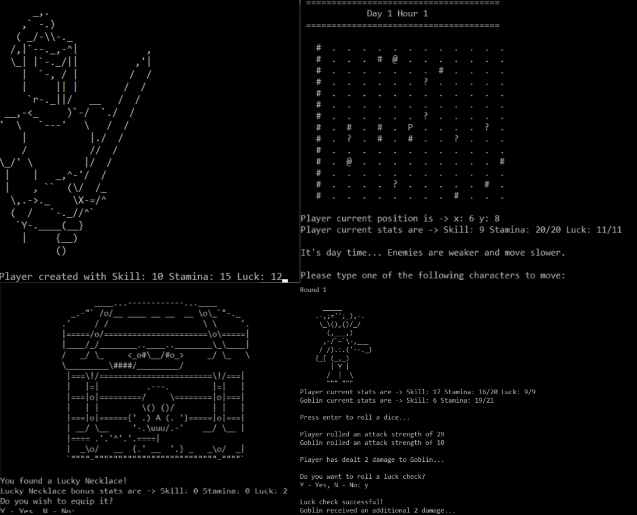 Player created with Skill: 10 Stamina: 15 Luck: 12
Day 1 Hour 1
Player current position is -> x: 6 y: 8
Player current stats are -> Skill: 9 Stamina: 20/20 Luck: 11/11
It's day time... Enemies are weaker and move slower.
Please type one of the following characters to move:
You found a Lucky Necklace!
Lucky Necklace bonus stats are -> Skill: 0 Stamina: 0 Luck: 2
Do you wish to equip it?
Y - Yes, N - No:
Round 1
Player current stats are -> Skill: 17 Stamina: 16/20 Luck: 9/9
Goblin current stats are -> Skill: 6 Stamina: 19/21
Press enter to roll a dice...
Player rolled an attack strength of 29
Goblin rolled an attack strength of 10
Player has dealt 2 damage to Goblin...
Do you want to roll a luck check?
Y - Yes, N - No: y
Luck check successful!
Goblin received an additional 2 damage...